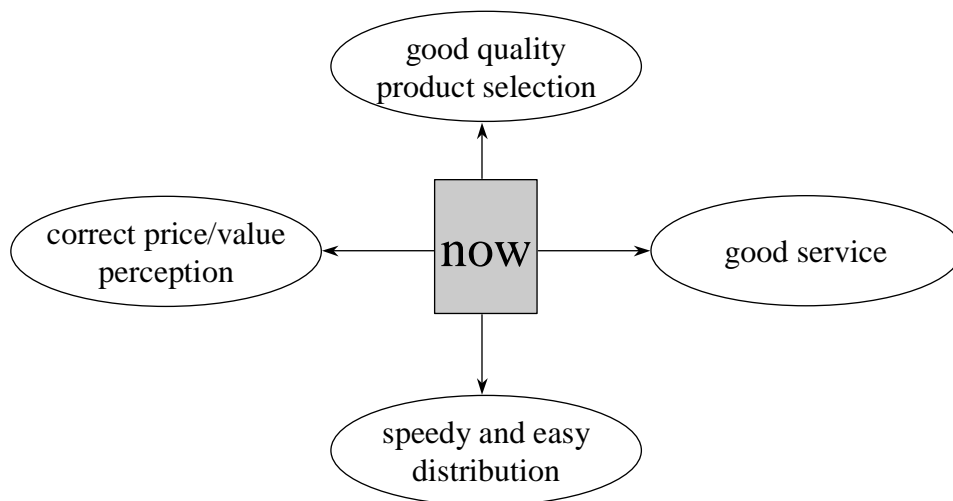 good quality
product selection
correct price/value
perception
now
good service
speedy and easy
distribution